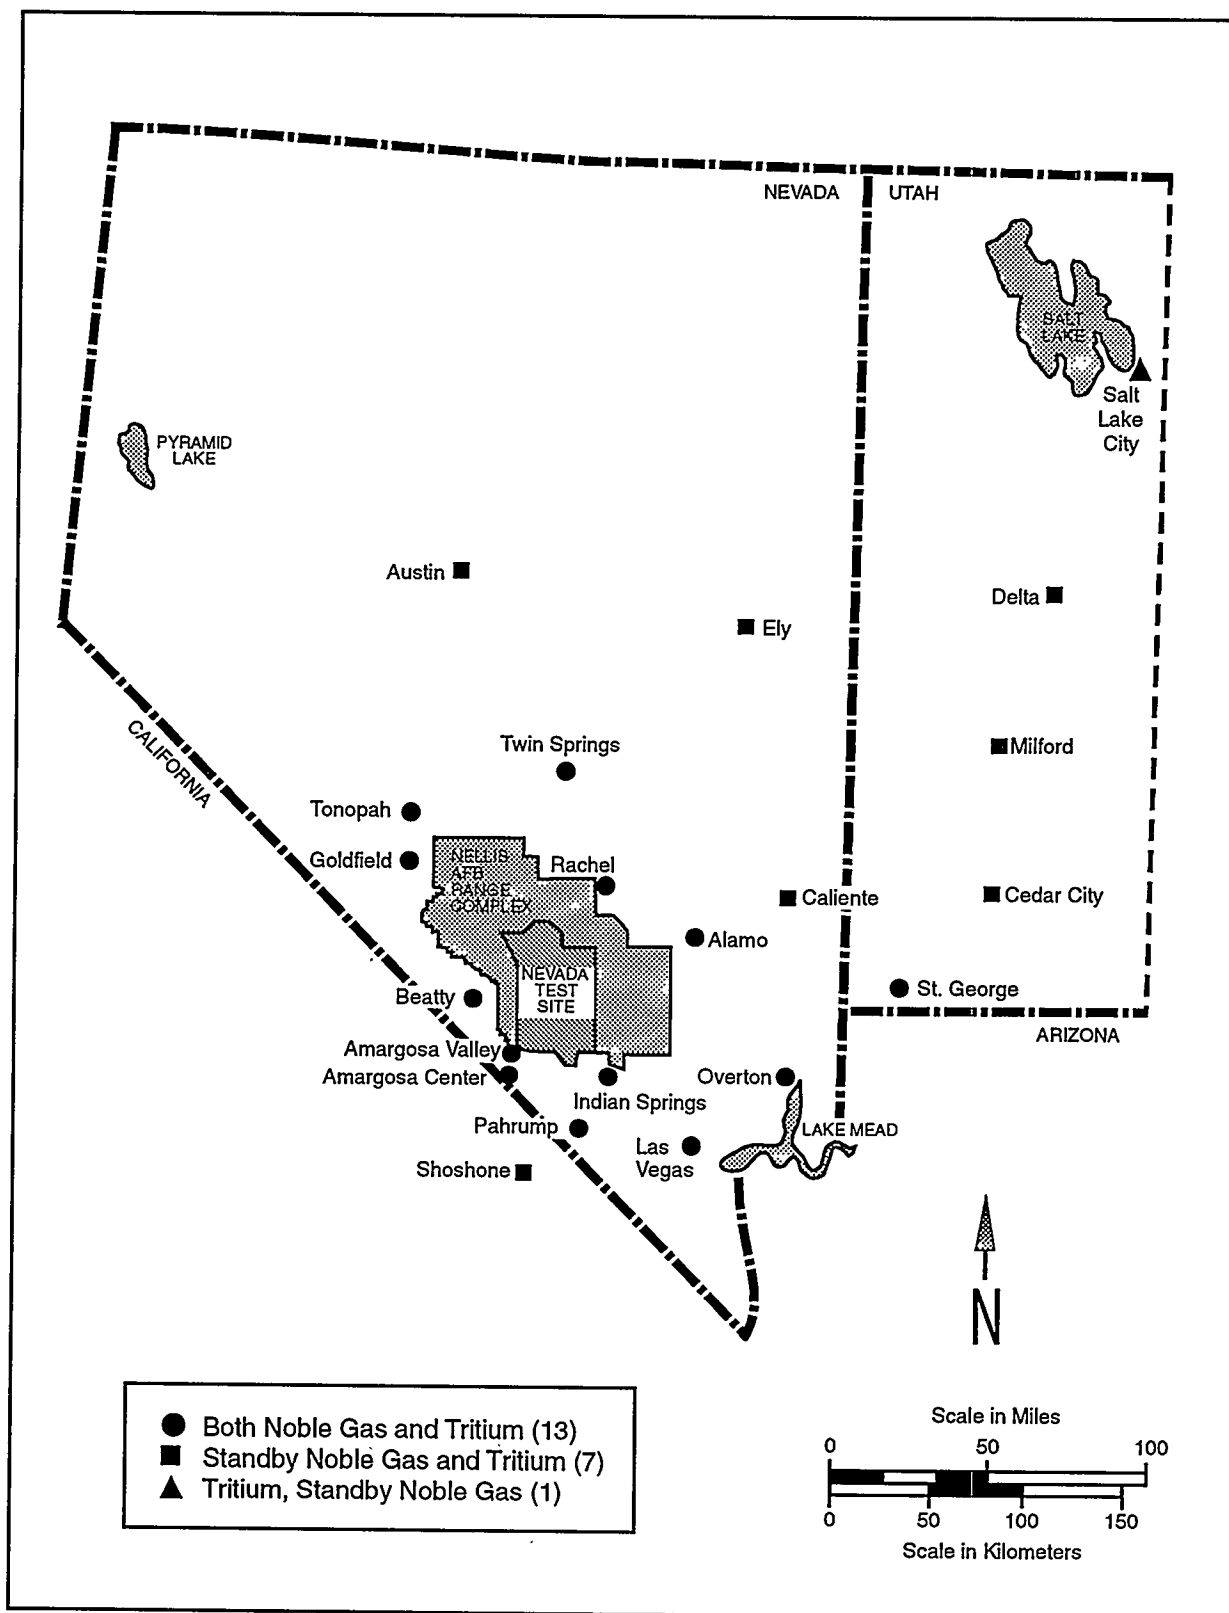 NEVADA
UTAH
SALT
LAKE
Salt
Lake
City
PYRAMID
LAKE
Austin
Delta
Ely
CALIFORNIA
Twin Springs
Milford
Tonopah
Goldfield
NELLIS
AFB
RANGE
COMPLEX
Rachel
Caliente
Cedar City
Alamo
NEVADA
TEST
SITE
Beatty
St. George
ARIZONA
Amargosa Valley
Amargosa Center
Indian Springs
Overton
Pahrump
Las
Vegas
LAKE MEAD
Shoshone
N
Both Noble Gas and Tritium (13)
Standby Noble Gas and Tritium (7)
Tritium, Standby Noble Gas (1)
Scale in Miles
0 50 100
0 50 100 150
Scale in Kilometers